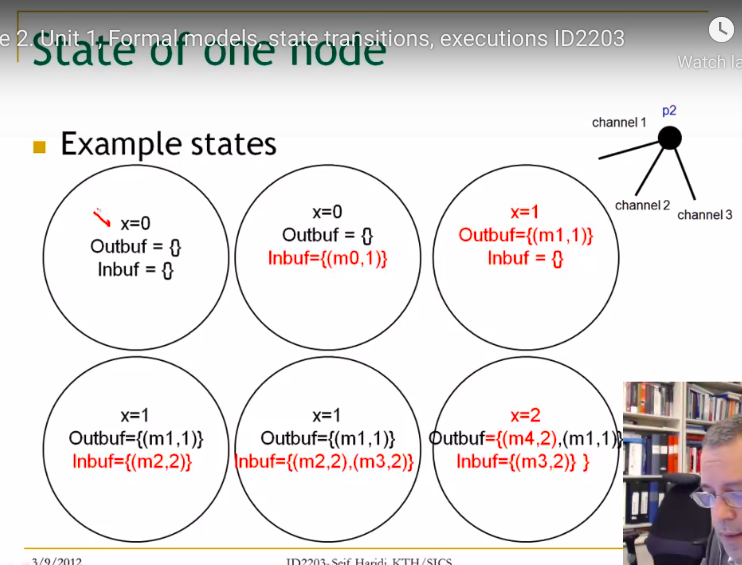 e 2. Unit 1, Formal models, state transitions, executions ID2203
State of one node
Watch la
p2
channel 1
Example states
channel 2
channel 3
x=0
Outbuf = {}
Inbuf = {}
x=0
Outbuf = {}
Inbuf={(m0,1)}
x=1
Outbuf={(m1,1)}
Inbuf = {}
x=1
Outbuf={(m1,1)}
Inbuf={(m2,2)}
x=1
Outbuf={(m1,1)}
Inbuf={(m2,2),(m3,2)}
x=2
Outbuf={(m4,2),(m1,1)}
Inbuf={(m3,2)} }
3/9/2012
ID2203- Seif Haridi, KTH/SICS